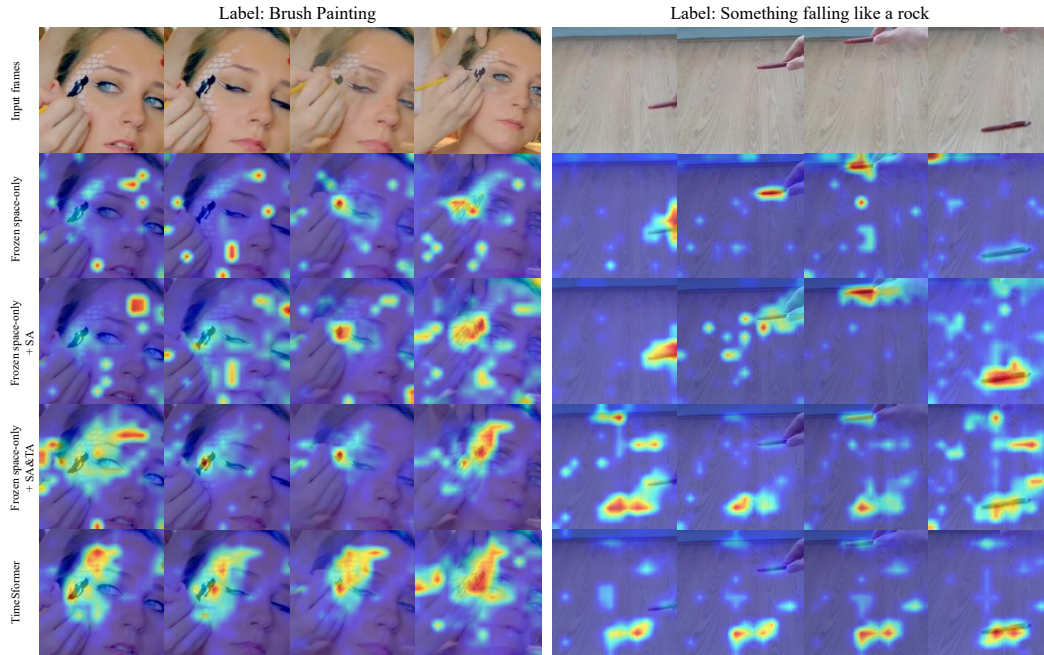 Label: Brush Painting
Label: Something falling like a rock
Input frames
Frozen space-only
Frozen space-only
+ SA
Frozen space-only
+ SA&TA
TimeSformer